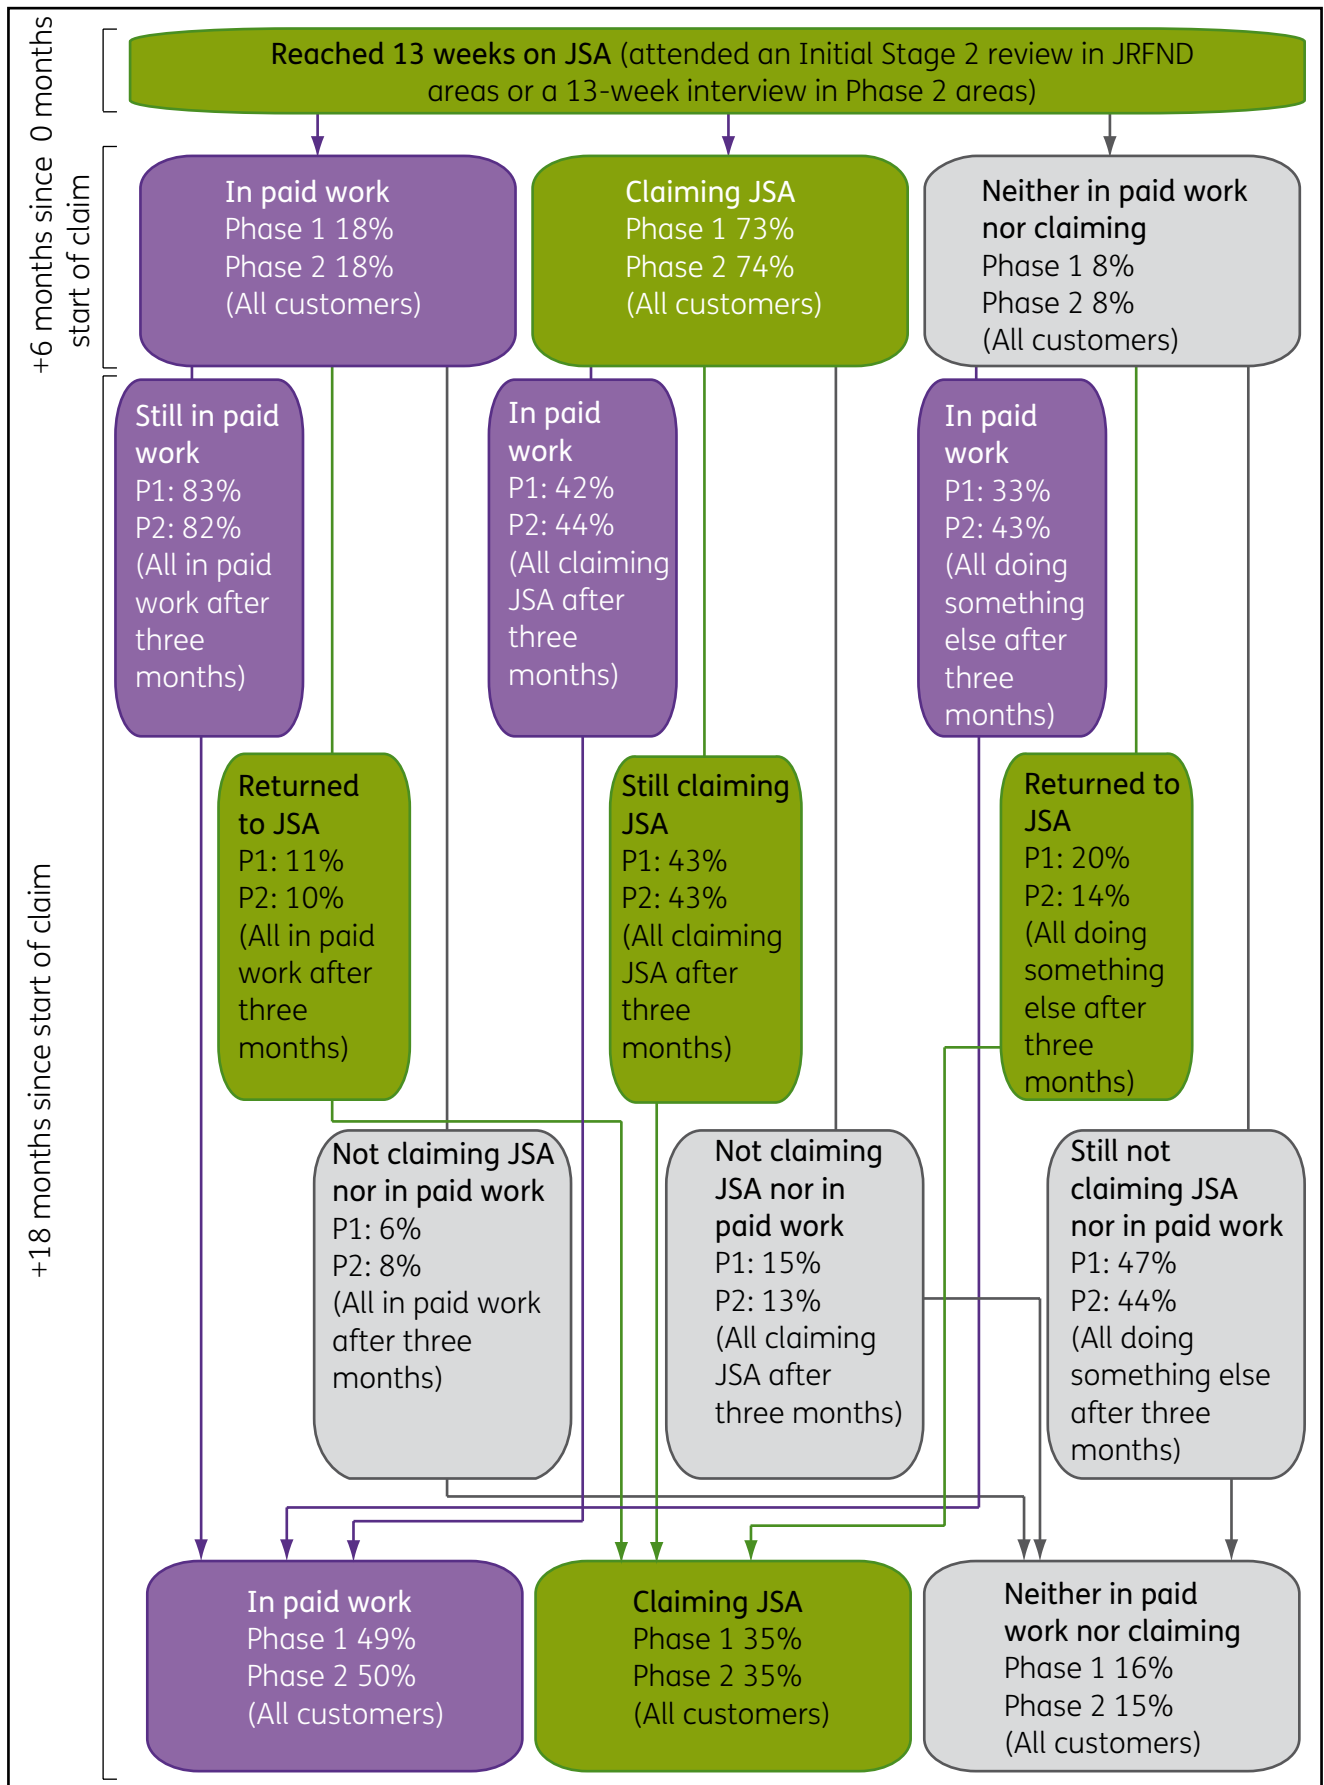 +6 months since 0 months
start of claim
Reached 13 weeks on JSA (attended an Initial Stage 2 review in JRFND
areas or a 13-week interview in Phase 2 areas)
In paid work
Phase 1 18%
Phase 2 18%
(All customers)
Claiming JSA
Phase 1 73%
Phase 2 74%
(All customers)
Neither in paid work
nor claiming
Phase 1 8%
Phase 2 8%
(All customers)
+18 months since start of claim
Still in paid
work
P1: 83%
P2: 82%
(All in paid
work after
three
months)
In paid
work
P1: 42%
P2: 44%
(All claiming
JSA after
three
months)
In paid
work
P1: 33%
P2: 43%
(All doing
something
else after
three
months)
Returned
to JSA
P1: 11%
P2: 10%
(All in paid
work after
three
months)
Still claiming
JSA
P1: 43%
P2: 43%
(All claiming
JSA after
three
months)
Returned to
JSA
P1: 20%
P2: 14%
(All doing
something
else after
three
months)
Not claiming JSA
nor in paid work
P1: 6%
P2: 8%
(All in paid work
after three
months)
Not claiming
JSA nor in
paid work
P1: 15%
P2: 13%
(All claiming
JSA after
three months)
Still not
claiming JSA
nor in paid work
P1: 47%
P2: 44%
(All doing
something else
after three
months)
In paid work
Phase 1 49%
Phase 2 50%
(All customers)
Claiming JSA
Phase 1 35%
Phase 2 35%
(All customers)
Neither in paid
work nor claiming
Phase 1 16%
Phase 2 15%
(All customers)